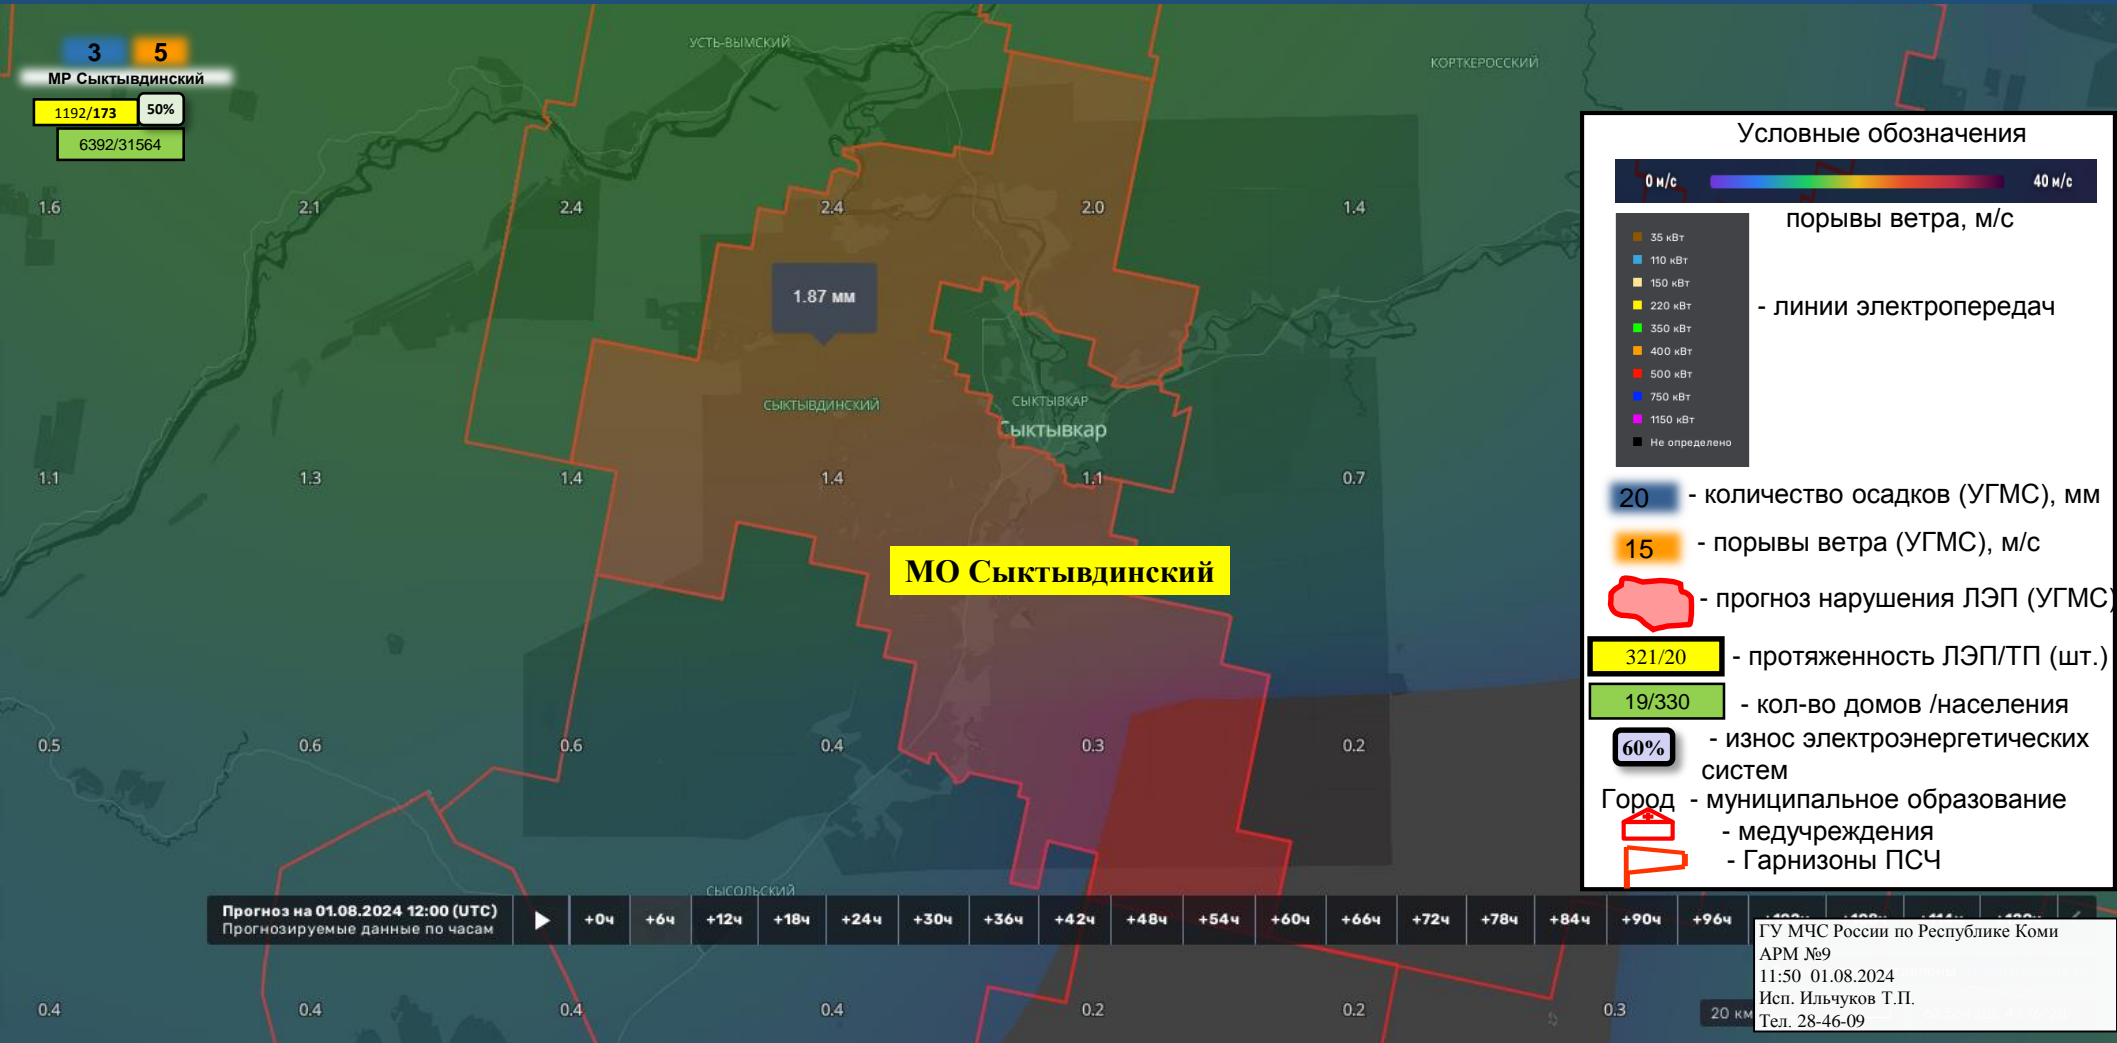 УСТЬ-ВЫМСКИЙ
КОРТКЕРОССКИЙ
3 5
МР Сыктывдинский
1192/173 50%
6392/31564
1.6 2.1 2.4 2.4 2.0 1.4
1.87 мм
СЫКТЫВДИНСКИЙ
СЫКТЫВКАР
Сыктывкар
1.1 1.3 1.4 1.4 1.1 0.7
МО Сыктывдинский
0.5 0.6 0.6 0.4 0.3 0.2
СЫСОЛЬСКИЙ
Прогноз на 01.08.2024 12:00 (UTC)
Прогнозируемые данные по часам
+0ч +6ч +12ч +18ч +24ч +30ч +36ч +42ч +48ч +54ч +60ч +66ч +72ч +78ч +84ч +90ч +96ч
0.4 0.4 0.4 0.4 0.2 0.2 0.3
20 км
Условные обозначения
0 м/с 40 м/с
порывы ветра, м/с
35 кВт
110 кВт
150 кВт
220 кВт
350 кВт
400 кВт
500 кВт
750 кВт
1150 кВт
Не определено
- линии электропередач
20 - количество осадков (УГМС), мм
15 - порывы ветра (УГМС), м/с
- прогноз нарушения ЛЭП (УГМС)
321/20 - протяженность ЛЭП/ТП (шт.)
19/330 - кол-во домов /населения
60% - износ электроэнергетических
систем
Город - муниципальное образование
- медучреждения
- Гарнизоны ПСЧ
ГУ МЧС России по Республике Коми
АРМ №9
11:50 01.08.2024
Исп. Ильчуков Т.П.
Тел. 28-46-09